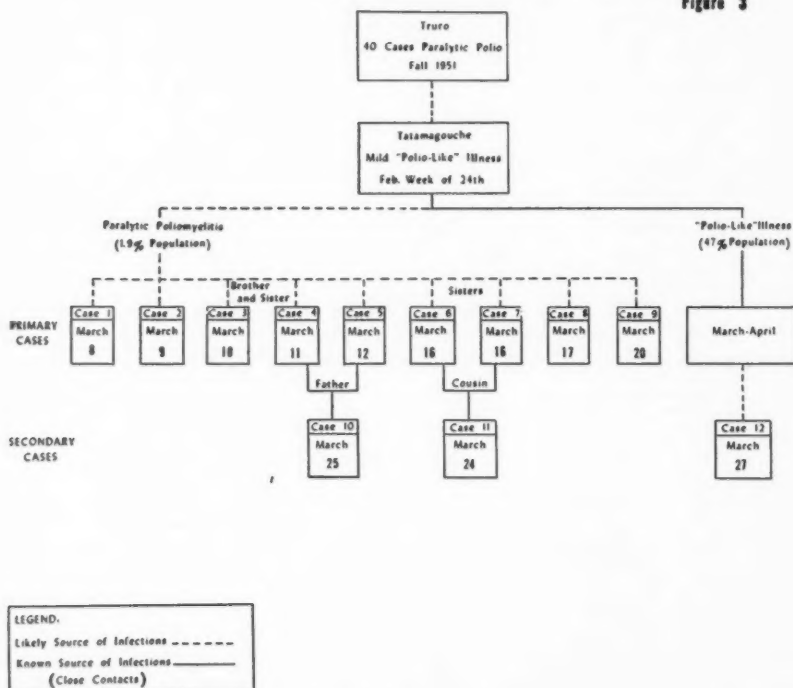 Figure 3
Truro
40 Cases Paralytic Polio
Fall 1951
Tatamagouche
Mild "Polio-Like" Illness
Feb. Week of 24th
Paralytic Poliomyelitis
(1.9% Population)
"Polio-Like" Illness
(47% Population)
Brother
and Sister
Sisters
PRIMARY
CASES
Case 1
March
8
Case 2
March
9
Case 3
March
10
Case 4
March
11
Case 5
March
12
Case 6
March
16
Case 7
March
16
Case 8
March
17
Case 9
March
20
March-April
Father
Cousin
SECONDARY
CASES
Case 10
March
25
Case 11
March
24
Case 12
March
27
LEGEND.
Likely Source of Infections
Known Source of Infections
(Close Contacts)